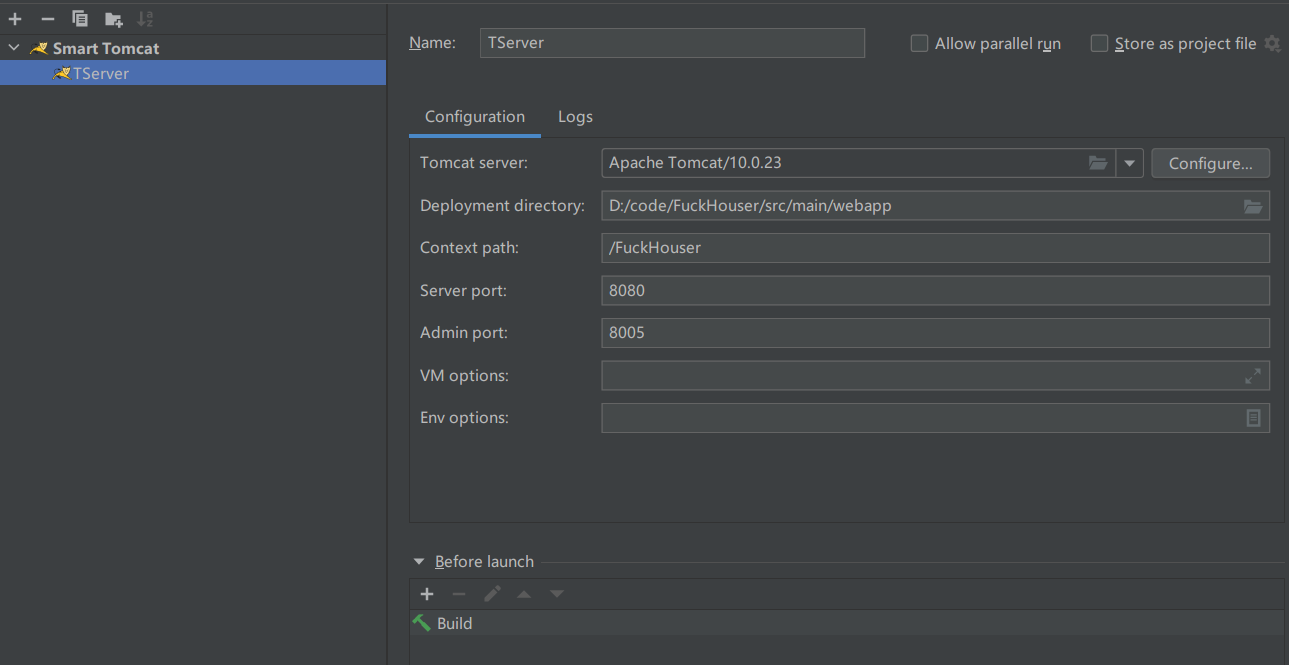 Smart Tomcat
TServer
Name: TServer Allow parallel run Store as project file
Configuration Logs
Tomcat server: Apache Tomcat/10.0.23 Configure...
Deployment directory: D:/code/FuckHouser/src/main/webapp
Context path: /FuckHouser
Server port: 8080
Admin port: 8005
VM options:
Env options:
Before launch
Build